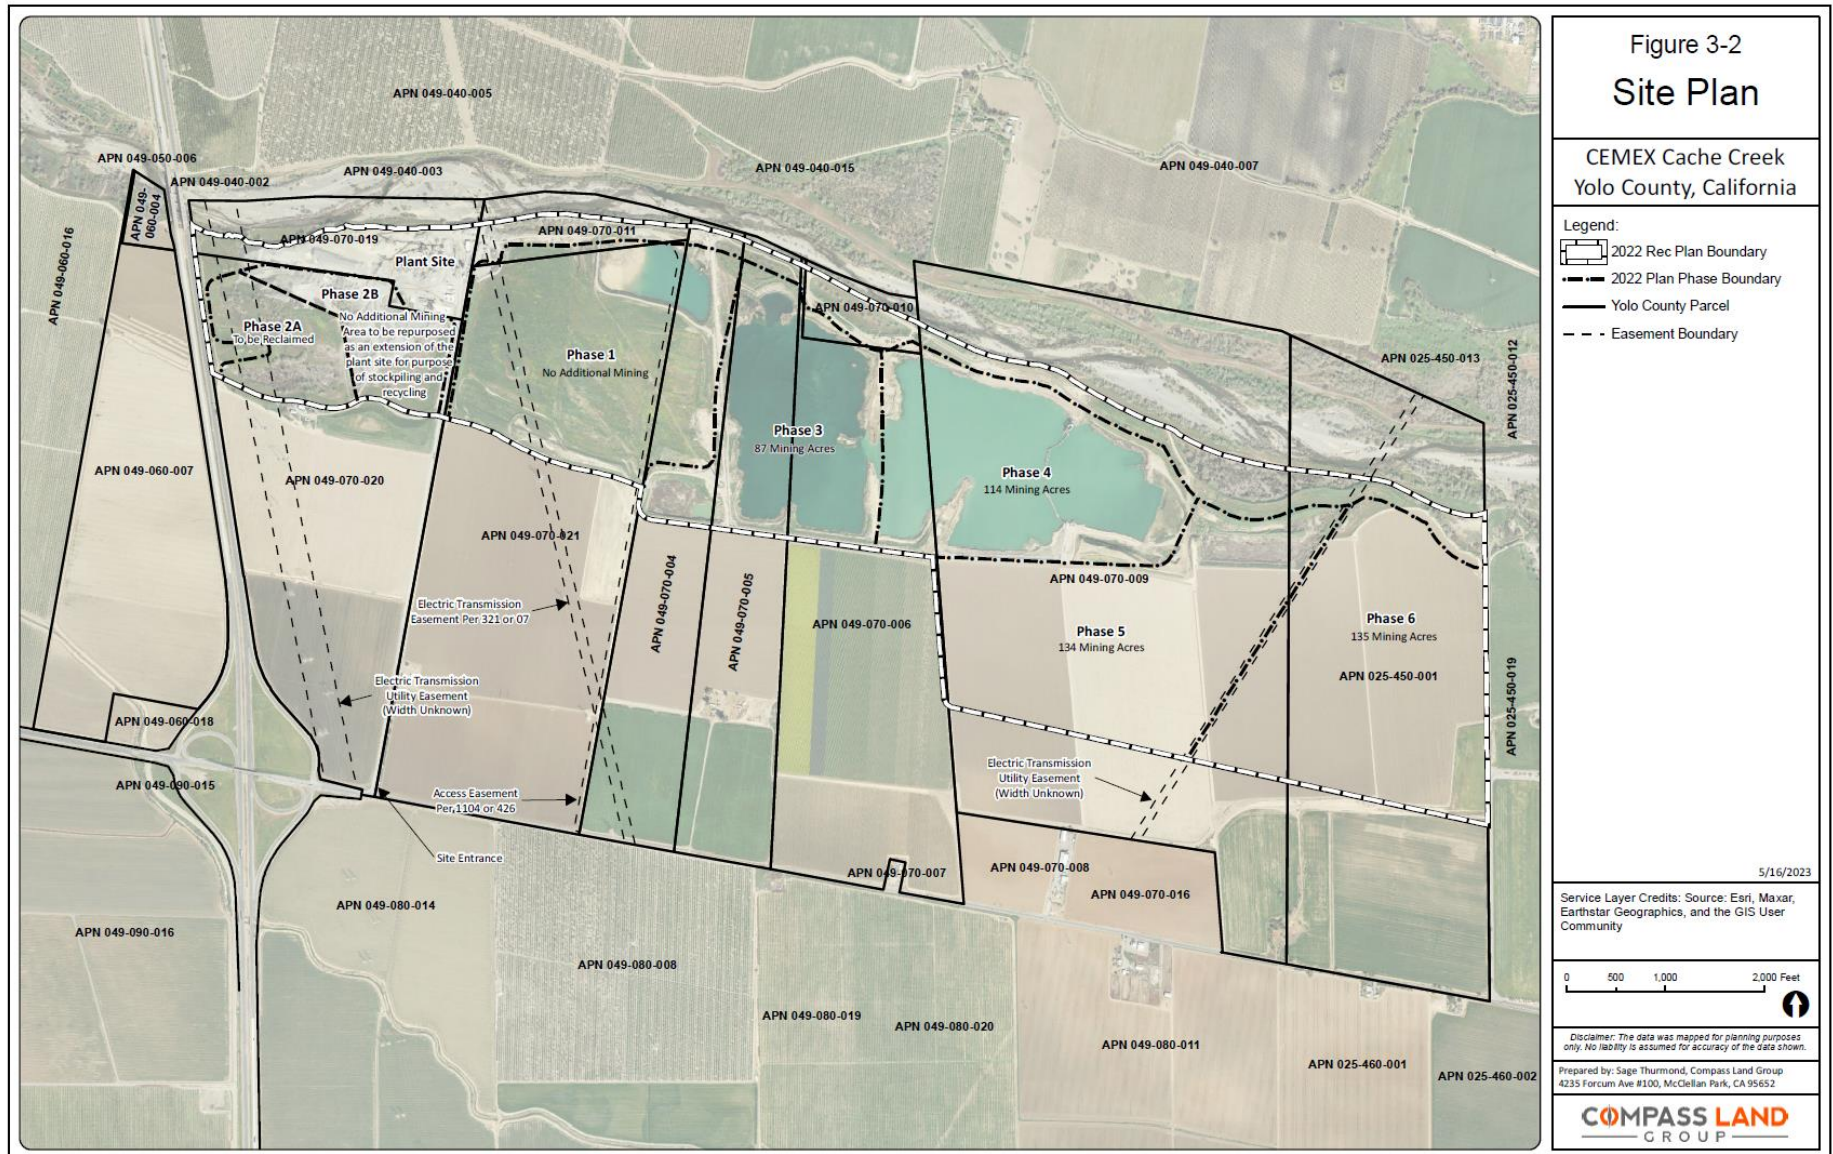 Figure 3-2
Site Plan
CEMEX Cache Creek
Yolo County, California
Legend:
2022 Rec Plan Boundary
2022 Plan Phase Boundary
Yolo County Parcel
Easement Boundary
5/16/2023
Service Layer Credits: Source: Esri, Maxar,
Earthstar Geographics, and the GIS User
Community
0 500 1,000 2,000 Feet
Disclaimer: The data was mapped for planning purposes
only. No liability is assumed for accuracy of the data shown.
Prepared by: Sage Thurmond, Compass Land Group
4235 Forcum Ave #100, McClellan Park, CA 95652
COMPASS LAND
GROUP
APN 049-040-005
APN 049-050-006
APN 049-040-002
APN 049-040-003
APN 049-040-015
APN 049-040-007
APN 049-
060-004
APN 049-060-016
APN 049-070-019
APN 049-070-011
Plant Site
Phase 2B
No Additional Mining
Area to be repurposed
as an extension of the
plant site for purpose
of stockpiling and
recycling
Phase 2A
To be Reclaimed
Phase 1
No Additional Mining
APN 049-070-010
APN 025-450-013
APN 025-450-012
Phase 3
87 Mining Acres
Phase 4
114 Mining Acres
APN 049-060-007
APN 049-070-020
APN 049-070-021
APN 049-070-004
APN 049-070-005
APN 049-070-006
APN 049-070-009
Electric Transmission
Easement Per 321 or 07
Phase 5
134 Mining Acres
Phase 6
135 Mining Acres
APN 025-450-001
APN 025-450-019
Electric Transmission
Utility Easement
(Width Unknown)
APN 049-060-018
APN 049-090-015
Access Easement
Per 1104 or 426
Electric Transmission
Utility Easement
(Width Unknown)
Site Entrance
APN 049-070-007
APN 049-070-008
APN 049-070-016
APN 049-080-014
APN 049-090-016
APN 049-080-008
APN 049-080-019
APN 049-080-020
APN 049-080-011
APN 025-460-001
APN 025-460-002